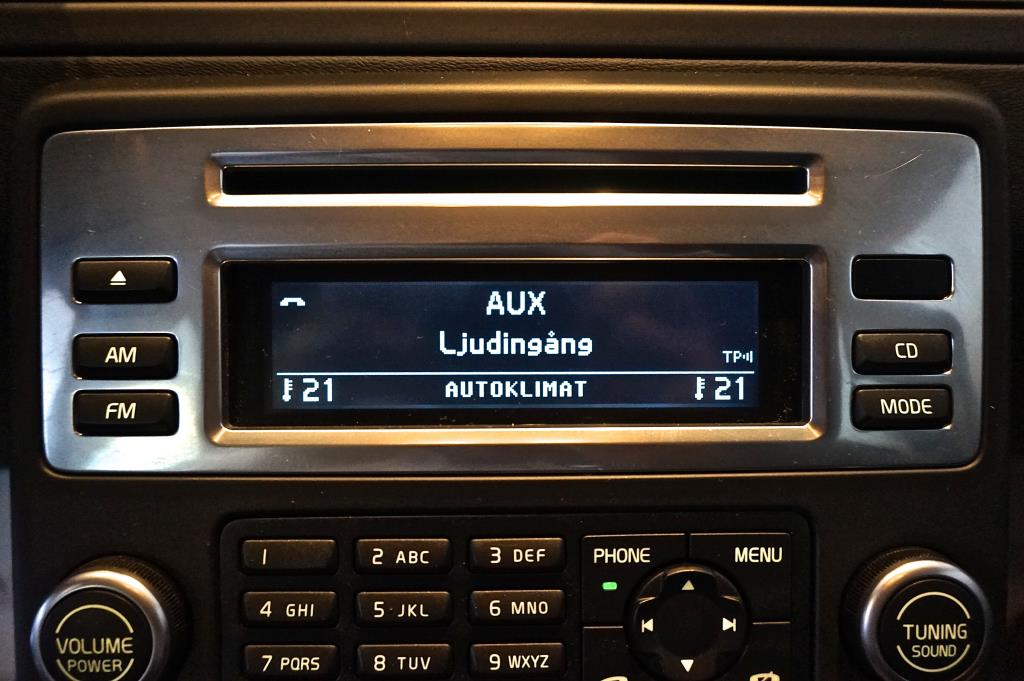 AUX
Ljudingång
TP
21 AUTOKLIMAT 21
AM
FM
CD
MODE
1
2 ABC
3 DEF
4 GHI
5 JKL
6 MNO
7 PQRS
8 TUV
9 WXYZ
PHONE
MENU
VOLUME
POWER
TUNING
SOUND